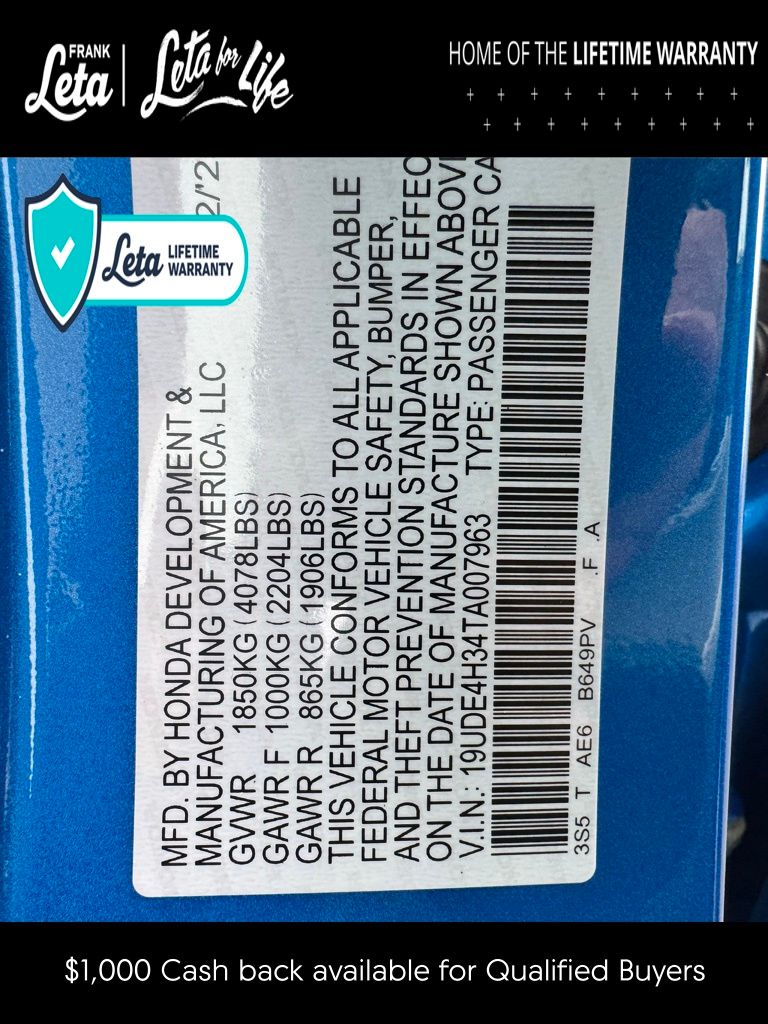 FRANK
Leta
Leta for Life
HOME OF THE LIFETIME WARRANTY
Leta LIFETIME
WARRANTY
2/'2
MFD. BY HONDA DEVELOPMENT &
MANUFACTURING OF AMERICA, LLC
GVWR 1850KG (4078LBS)
GAWR F 1000KG (2204LBS)
GAWR R 865KG (1906LBS)
THIS VEHICLE CONFORMS TO ALL APPLICABLE
FEDERAL MOTOR VEHICLE SAFETY, BUMPER,
AND THEFT PREVENTION STANDARDS IN EFFEC
ON THE DATE OF MANUFACTURE SHOWN ABOV
V.I.N.: 19UDE4H34TA007963 TYPE: PASSENGER CA
3S5 T AE6 B649PV .F .A
$1,000 Cash back available for Qualified Buyers